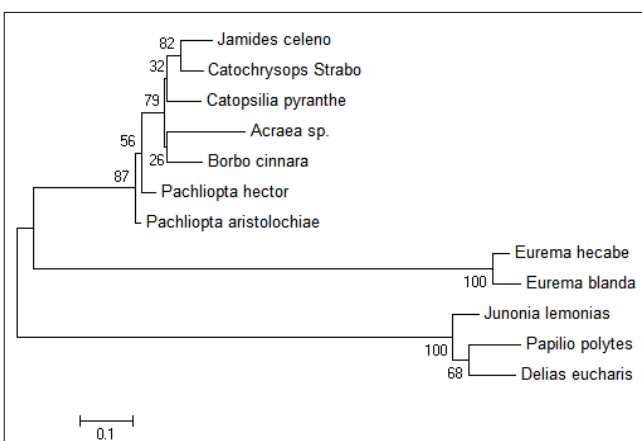 Jamides celeno
82
Catochrysops Strabo
32
Catopsilia pyranthe
79
Acraea sp.
56
26
Borbo cinnara
87
Pachliopta hector
Pachliopta aristolochiae
Eurema hecabe
100
Eurema blanda
Junonia lemonias
100
Papilio polytes
68
Delias eucharis
0.1